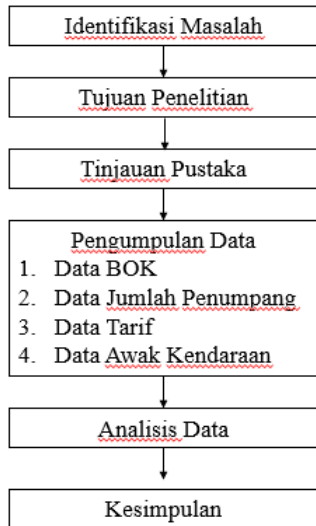 Identifikasi Masalah
Tujuan Penelitian
Tinjauan Pustaka
Pengumpulan Data
1. Data BOK
2. Data Jumlah Penumpang
3. Data Tarif
4. Data Awak Kendaraan
Analisis Data
Kesimpulan